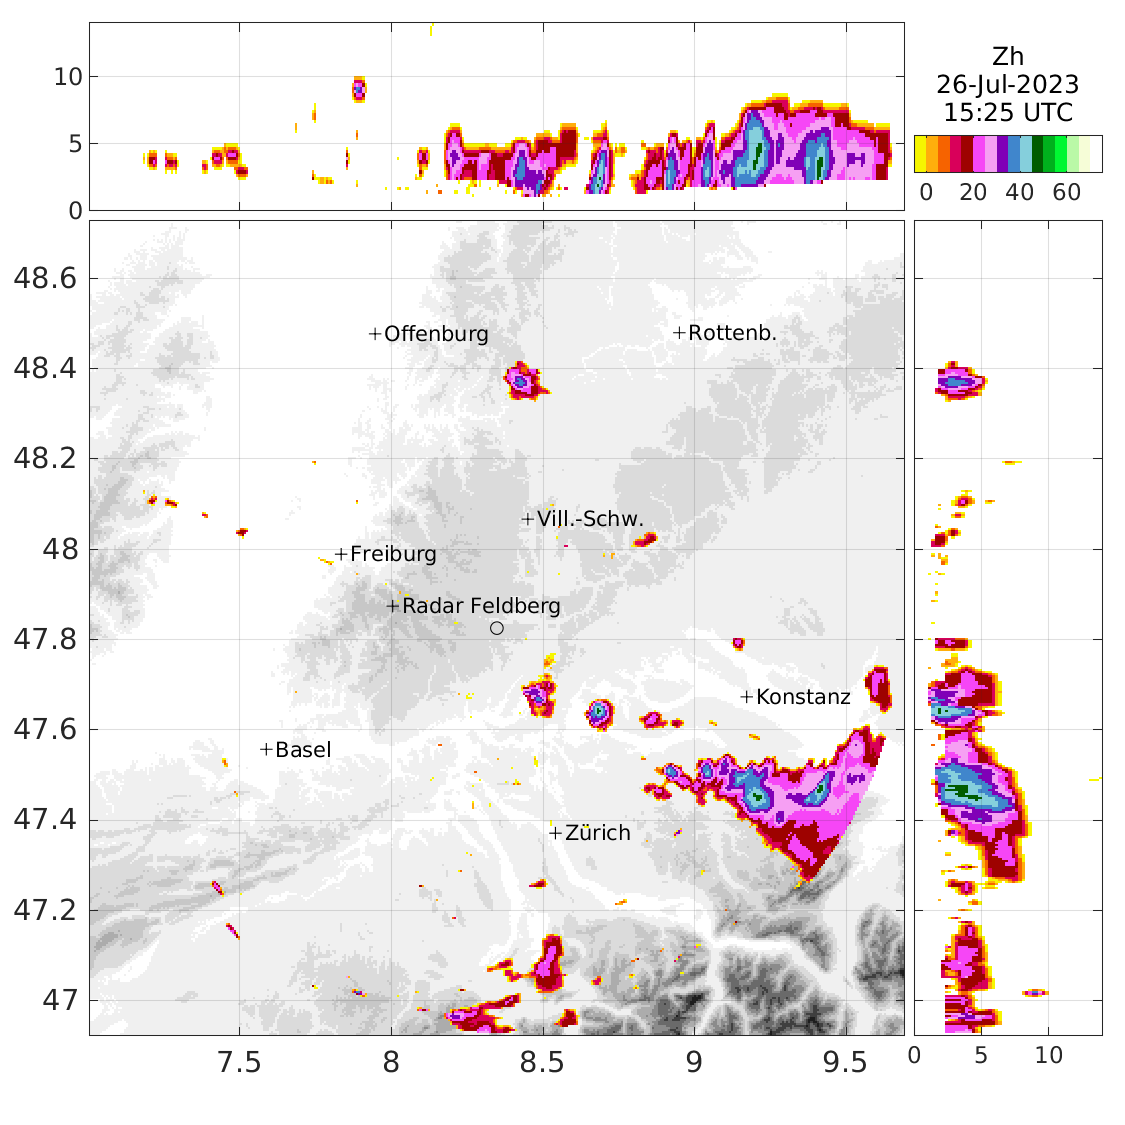 10
5
0
Zh
26-Jul-2023
15:25 UTC
0 20 40 60
48.6
48.4
48.2
48
47.8
47.6
47.4
47.2
47
Offenburg
Rottenb.
Vill.-Schw.
Freiburg
Radar Feldberg
Konstanz
Basel
Zürich
7.5 8 8.5 9 9.5
0 5 10